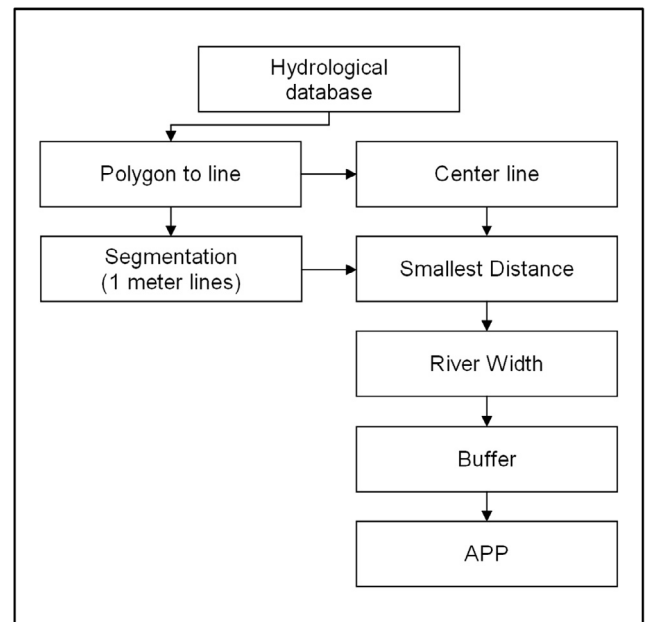 Hydrological
database
Polygon to line
Center line
Segmentation
(1 meter lines)
Smallest Distance
River Width
Buffer
APP